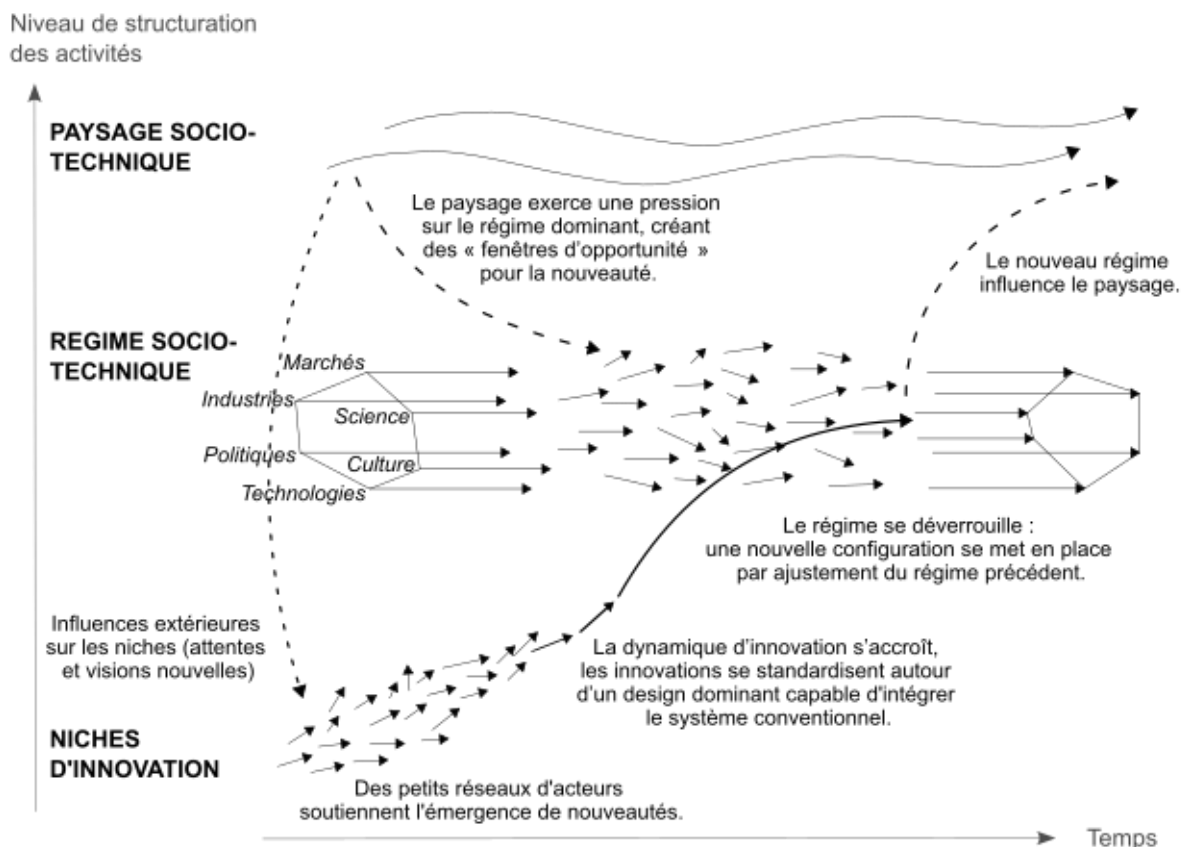 Niveau de structuration
des activités
PAYSAGE SOCIO-
TECHNIQUE
Le paysage exerce une pression
sur le régime dominant, créant
des « fenêtres d'opportunité »
pour la nouveauté.
Le nouveau régime
influence le paysage.
REGIME SOCIO-
TECHNIQUE
Marchés
Industries
Science
Politiques
Culture
Technologies
Le régime se déverrouille :
une nouvelle configuration se met en place
par ajustement du régime précédent.
Influences extérieures
sur les niches (attentes
et visions nouvelles)
La dynamique d'innovation s'accroît,
les innovations se standardisent autour
d'un design dominant capable d'intégrer
le système conventionnel.
NICHES
D'INNOVATION
Des petits réseaux d'acteurs
soutiennent l'émergence de nouveautés.
Temps